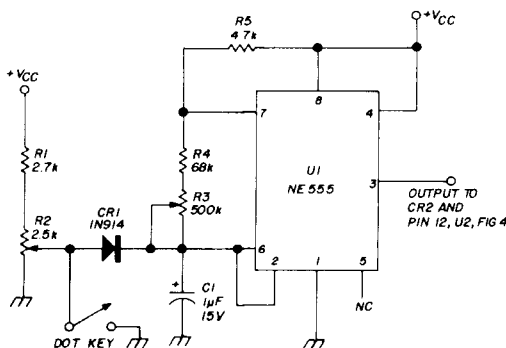 R5
4.7k
+VCC
+VCC
8
7
4
R4
68k
R1
2.7k
U1
NE555
R3
500k
3
OUTPUT TO
CR2 AND
PIN 12, U2, FIG 4
R2
2.5k
CR1
1N914
6
2
1
5
+
C1
1µF
15V
NC
DOT KEY